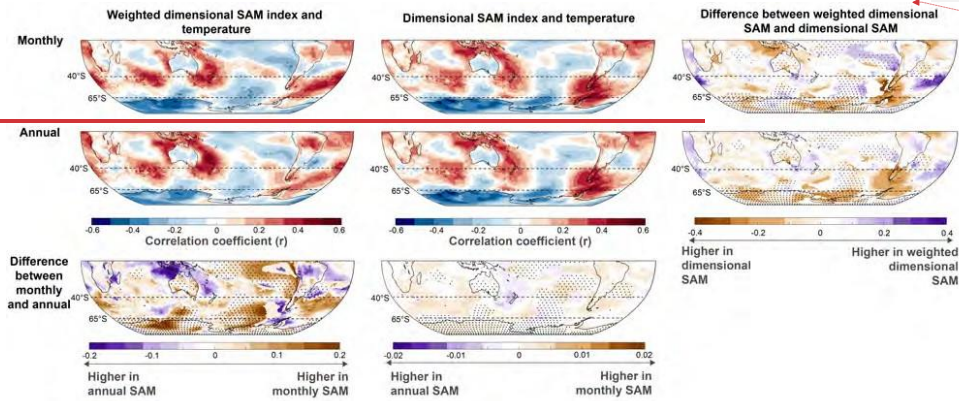 Weighted dimensional SAM index and
temperature
Dimensional SAM index and temperature
Difference between weighted dimensional
SAM and dimensional SAM
Monthly
40°S
65°S
40°S
65°S
40°S
65°S
Annual
40°S
65°S
40°S
65°S
40°S
65°S
-0.6 -0.4 -0.2 0 0.2 0.4 0.6
Correlation coefficient (r)
-0.6 -0.4 -0.2 0 0.2 0.4 0.6
Correlation coefficient (r)
-0.4 -0.2 0 0.2 0.4
Higher in
dimensional
SAM
Higher in weighted
dimensional
SAM
Difference
between
monthly
and annual
40°S
65°S
40°S
65°S
-0.2 -0.1 0 0.1 0.2
Higher in
annual SAM
Higher in
monthly SAM
-0.02 -0.01 0 0.01 0.02
Higher in
annual SAM
Higher in
monthly SAM